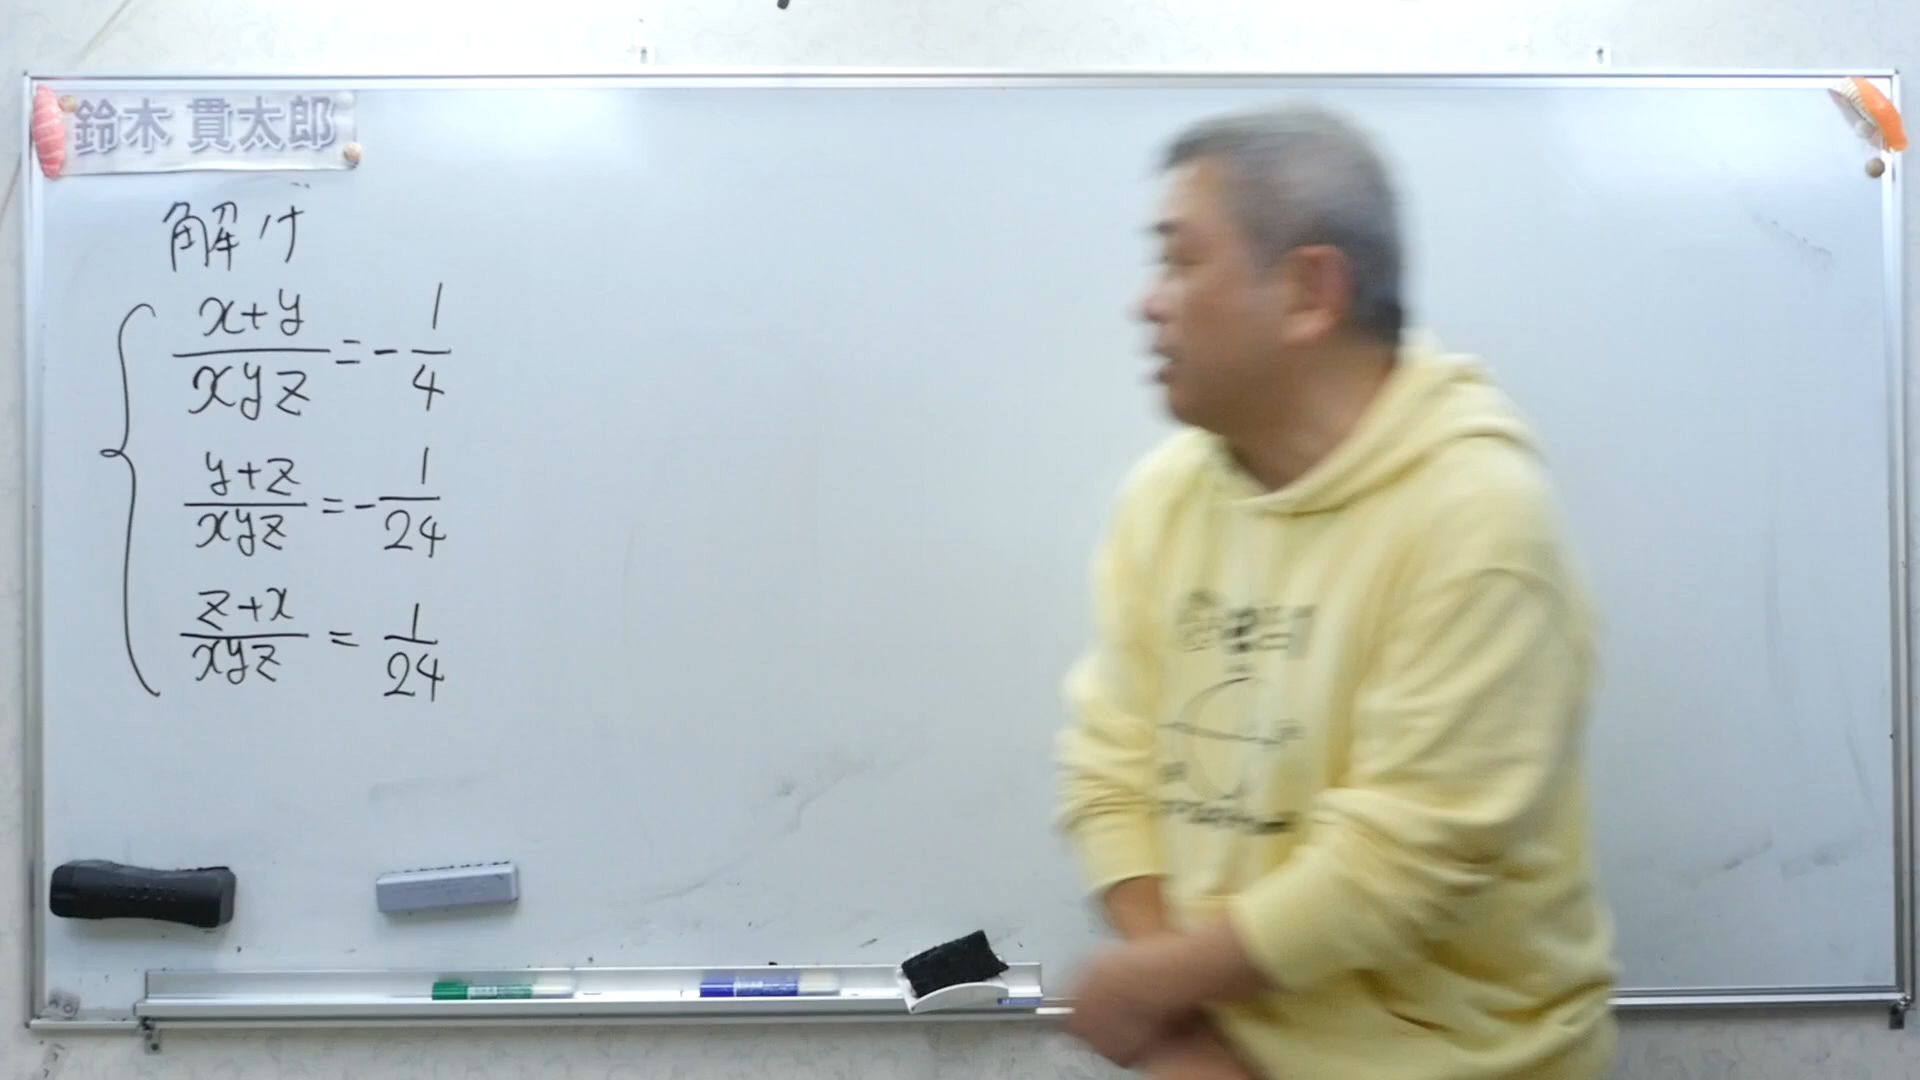 鈴木 貫太郎
解け
x+y/xyz = -1/4
y+z/xyz = -1/24
z+x/xyz = 1/24